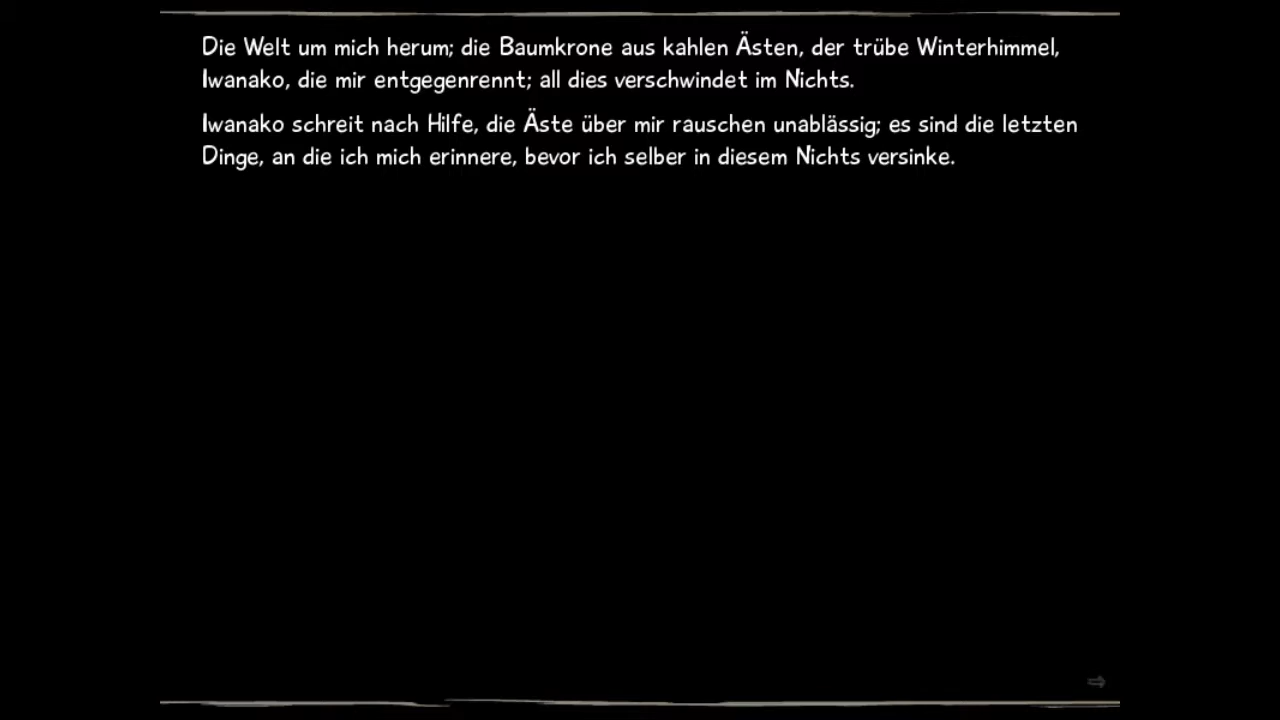 Die Welt um mich herum; die Baumkrone aus kahlen Ästen, der trübe Winterhimmel,
Iwanako, die mir entgegenrennt; all dies verschwindet im Nichts.
Iwanako schreit nach Hilfe, die Äste über mir rauschen unablässig; es sind die letzten
Dinge, an die ich mich erinnere, bevor ich selber in diesem Nichts versinke.